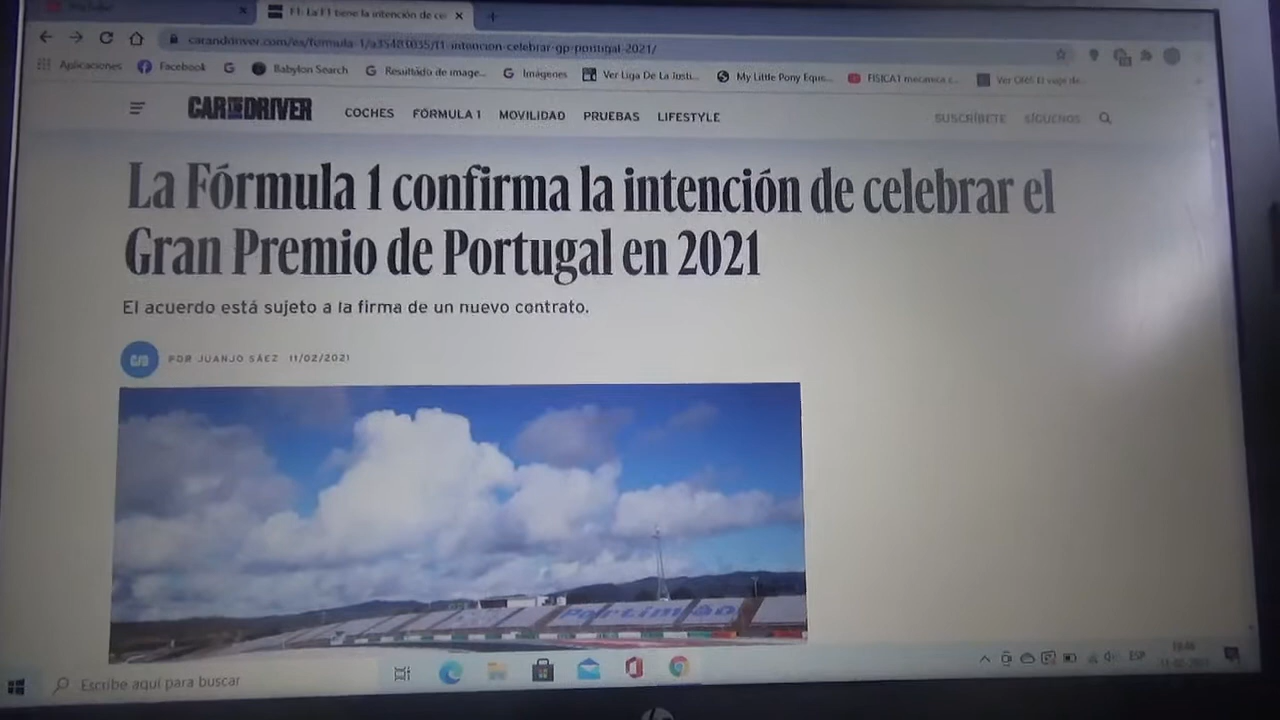 F1: La F1 tiene la intención de ce
caranddriver.com/es/formula-1/a35483035/f1-intencion-celebrar-gp-portugal-2021/
Aplicaciones Facebook Babylon Search Resultado de image... Imágenes Ver Liga De La Justi... My Little Pony Eque... FISICA1 mecanica c...
CAR AND DRIVER COCHES FÓRMULA 1 MOVILIDAD PRUEBAS LIFESTYLE SUSCRÍBETE SÍGUENOS
La Fórmula 1 confirma la intención de celebrar el
Gran Premio de Portugal en 2021
El acuerdo está sujeto a la firma de un nuevo contrato.
C/D POR JUANJO SÁEZ 11/02/2021
Portimão
Escribe aquí para buscar
ESP
hp